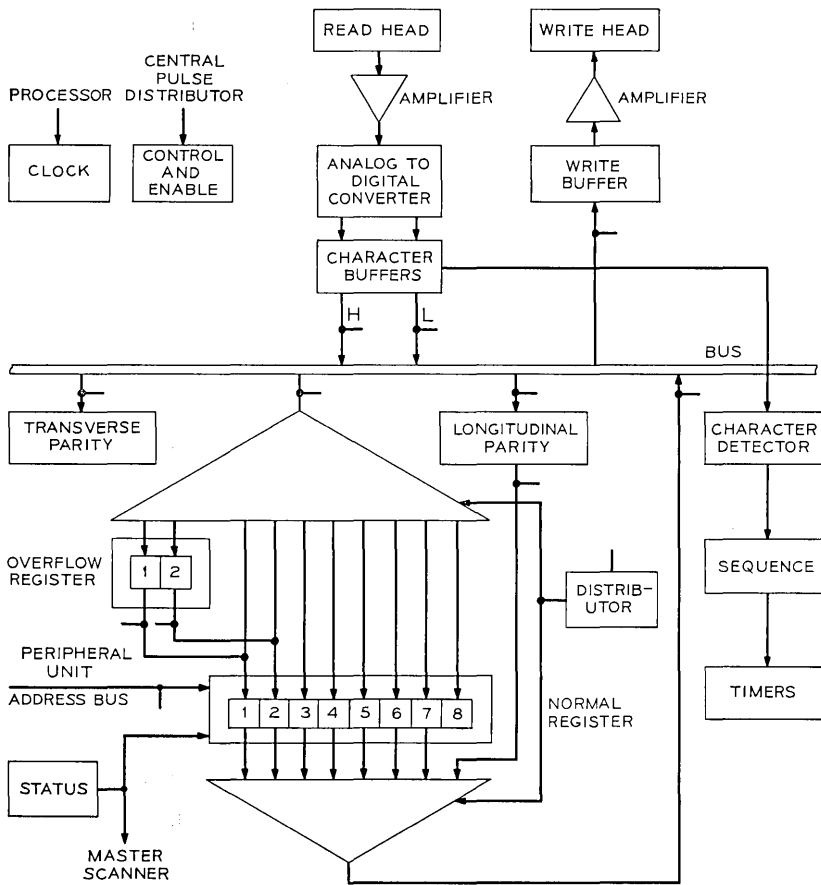 READ HEAD
WRITE HEAD
CENTRAL
PULSE
DISTRIBUTOR
PROCESSOR
AMPLIFIER
AMPLIFIER
CLOCK
CONTROL
AND
ENABLE
ANALOG TO
DIGITAL
CONVERTER
WRITE
BUFFER
CHARACTER
BUFFERS
H
L
BUS
TRANSVERSE
PARITY
LONGITUDINAL
PARITY
CHARACTER
DETECTOR
OVERFLOW
REGISTER
1 2
DISTRIB-
UTOR
SEQUENCE
PERIPHERAL
UNIT
ADDRESS BUS
1 2 3 4 5 6 7 8
NORMAL
REGISTER
TIMERS
STATUS
MASTER
SCANNER